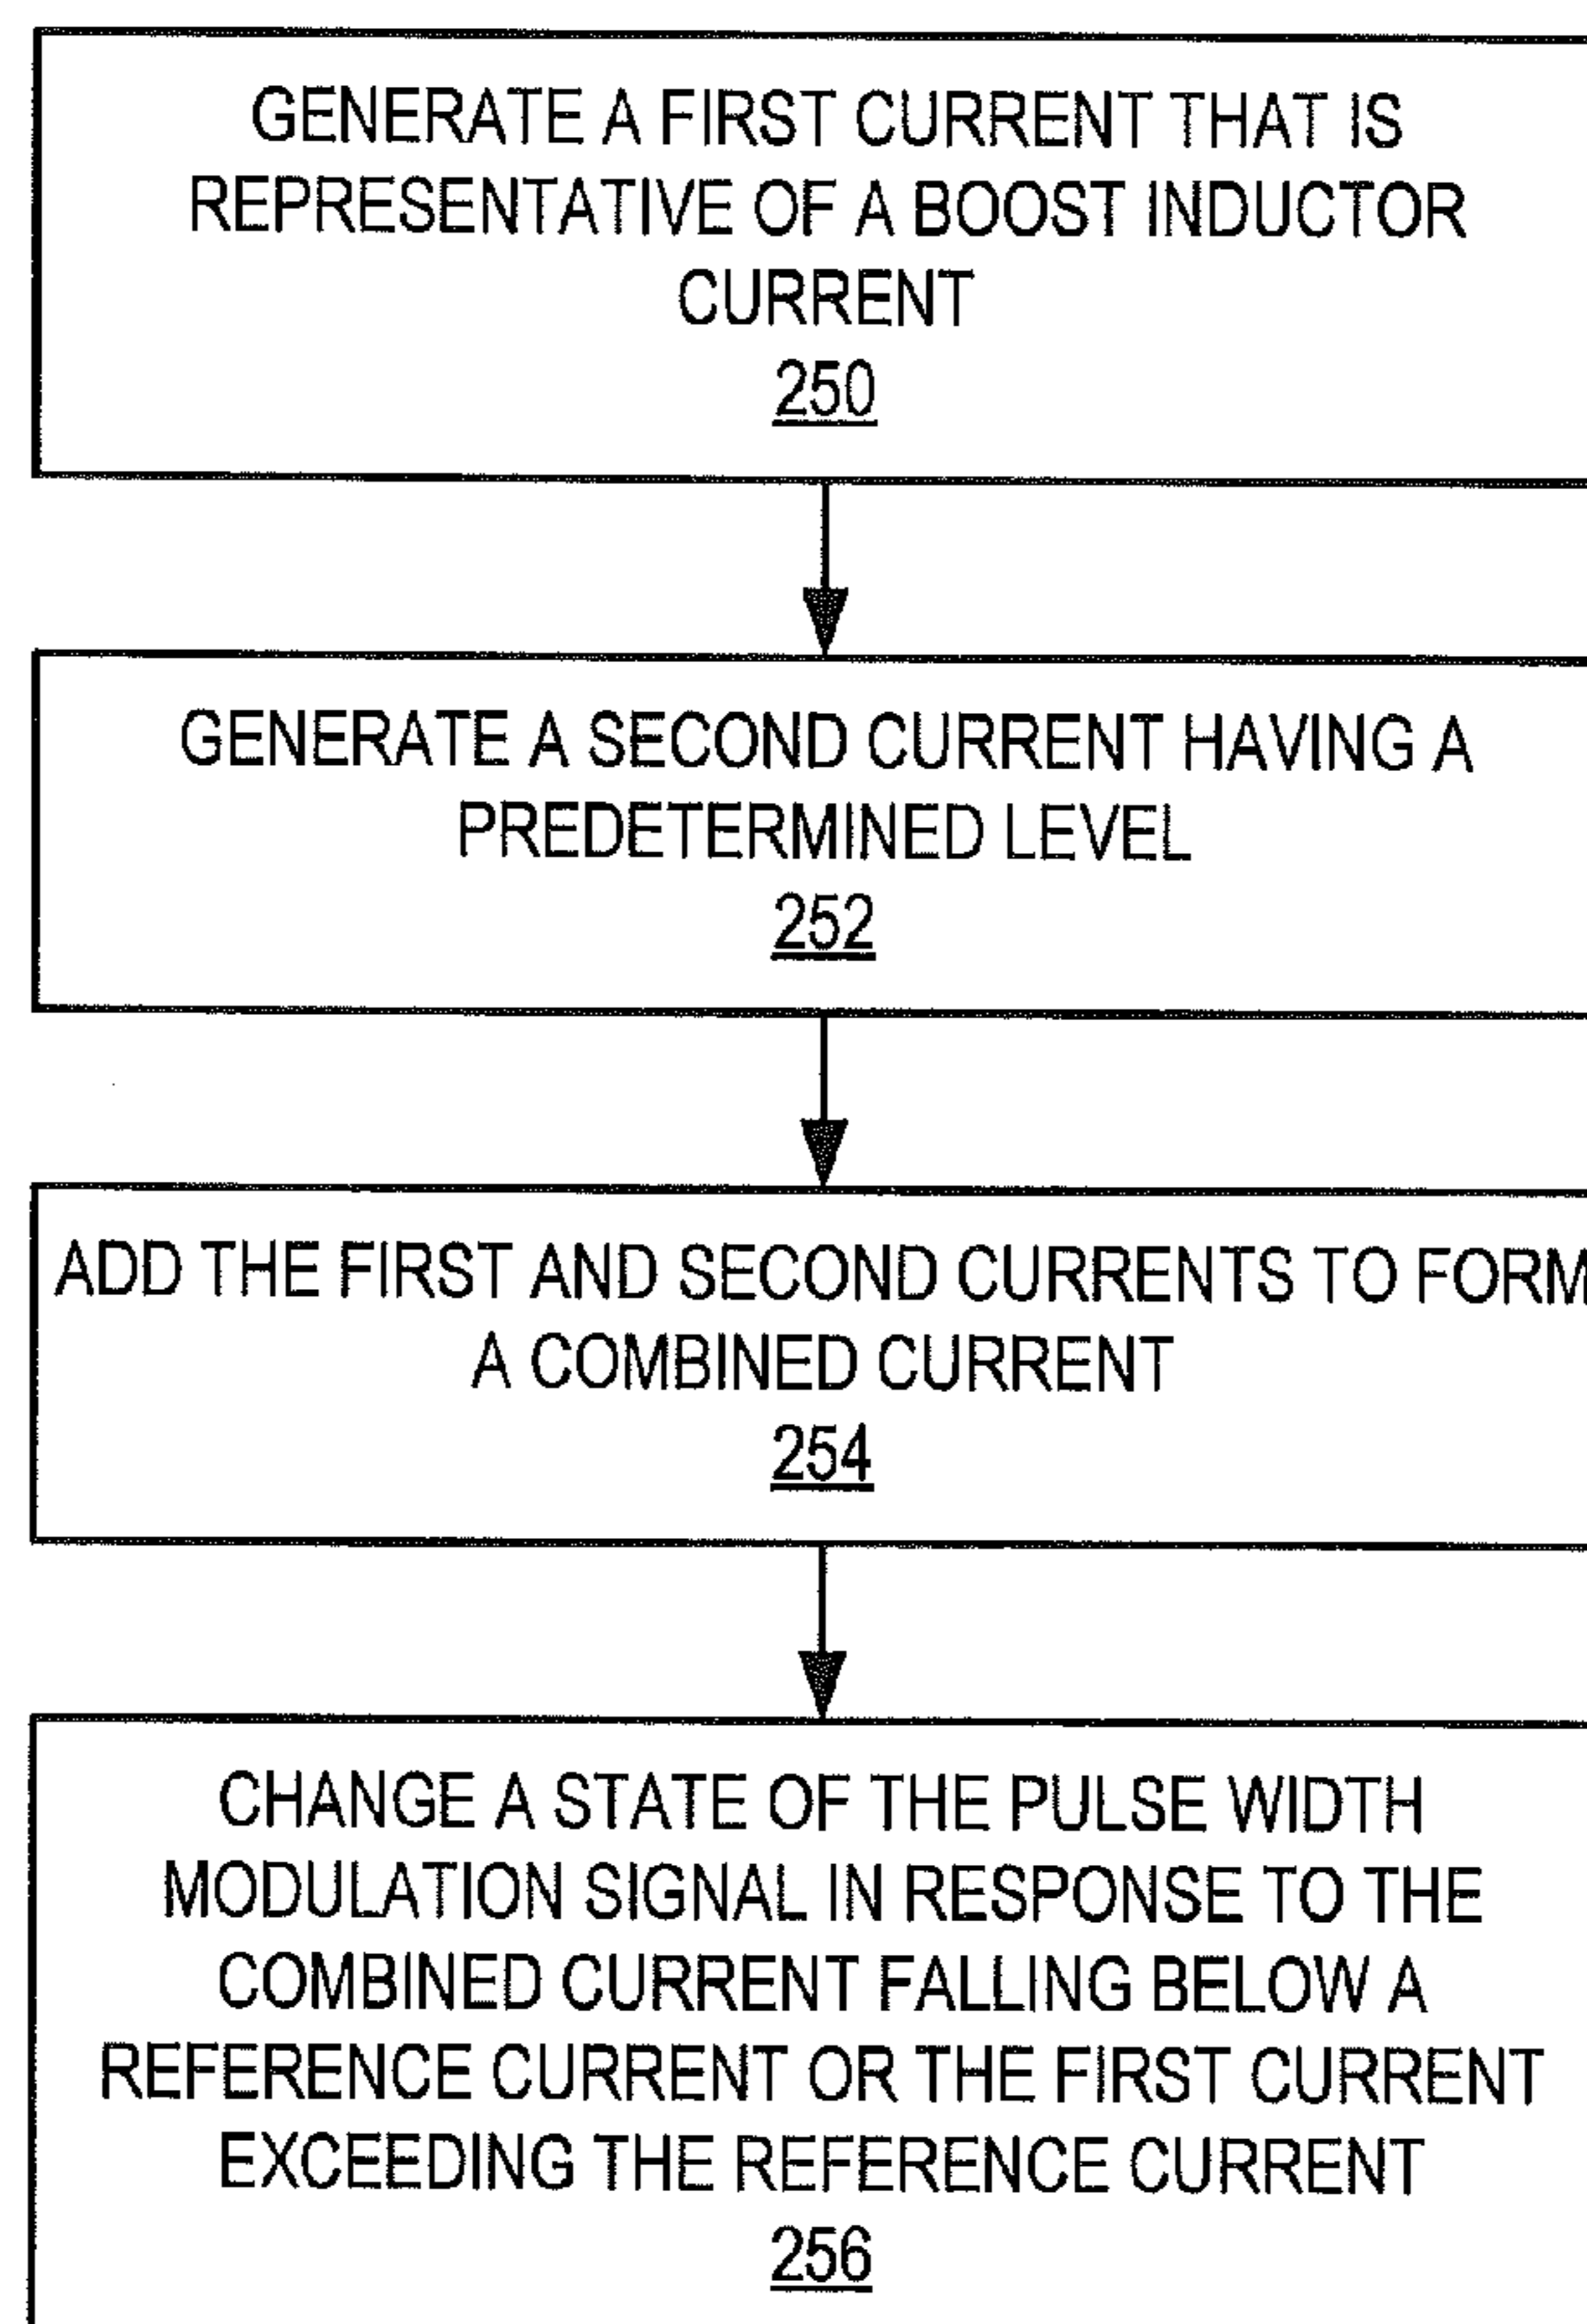 GENERATE A FIRST CURRENT THAT IS
REPRESENTATIVE OF A BOOST INDUCTOR
CURRENT
250
GENERATE A SECOND CURRENT HAVING A
PREDETERMINED LEVEL
252
ADD THE FIRST AND SECOND CURRENTS TO FORM
A COMBINED CURRENT
254
CHANGE A STATE OF THE PULSE WIDTH
MODULATION SIGNAL IN RESPONSE TO THE
COMBINED CURRENT FALLING BELOW A
REFERENCE CURRENT OR THE FIRST CURRENT
EXCEEDING THE REFERENCE CURRENT
256